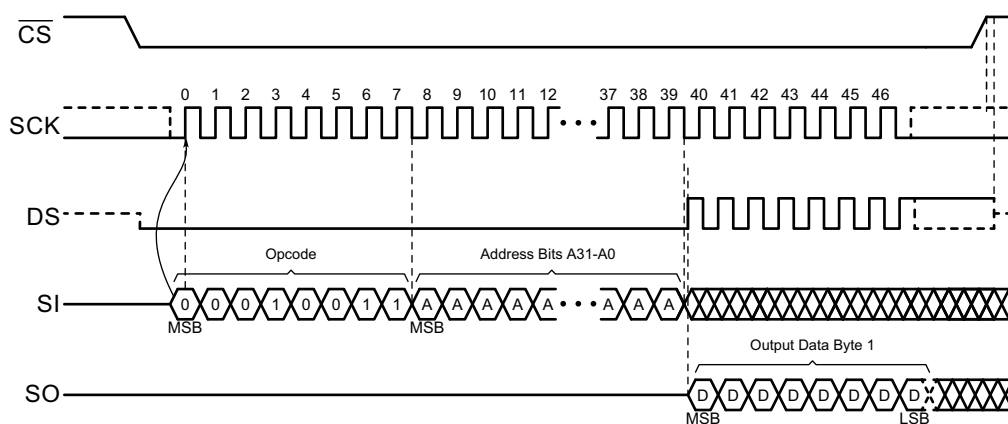 CS
0 1 2 3 4 5 6 7 8 9 10 11 12 37 38 39 40 41 42 43 44 45 46
SCK
DS
Opcode Address Bits A31-A0
SI 0 0 0 1 0 0 1 1 A A A A A A A A
MSB MSB
Output Data Byte 1
SO D D D D D D D D
MSB LSB